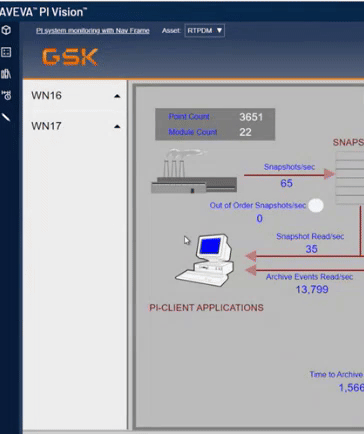 AVEVA™ PI Vision™
PI system monitoring with Nav Frame Asset: RTPDM ▼
GSK
WN16
WN17
Point Count 3651
Module Count 22
SNAPS
Snapshots/sec
65
Out of Order Snapshots/sec
0
Snapshot Read/sec
35
Archive Events Read/sec
13,799
PI-CLIENT APPLICATIONS
Time to Archive
1,566